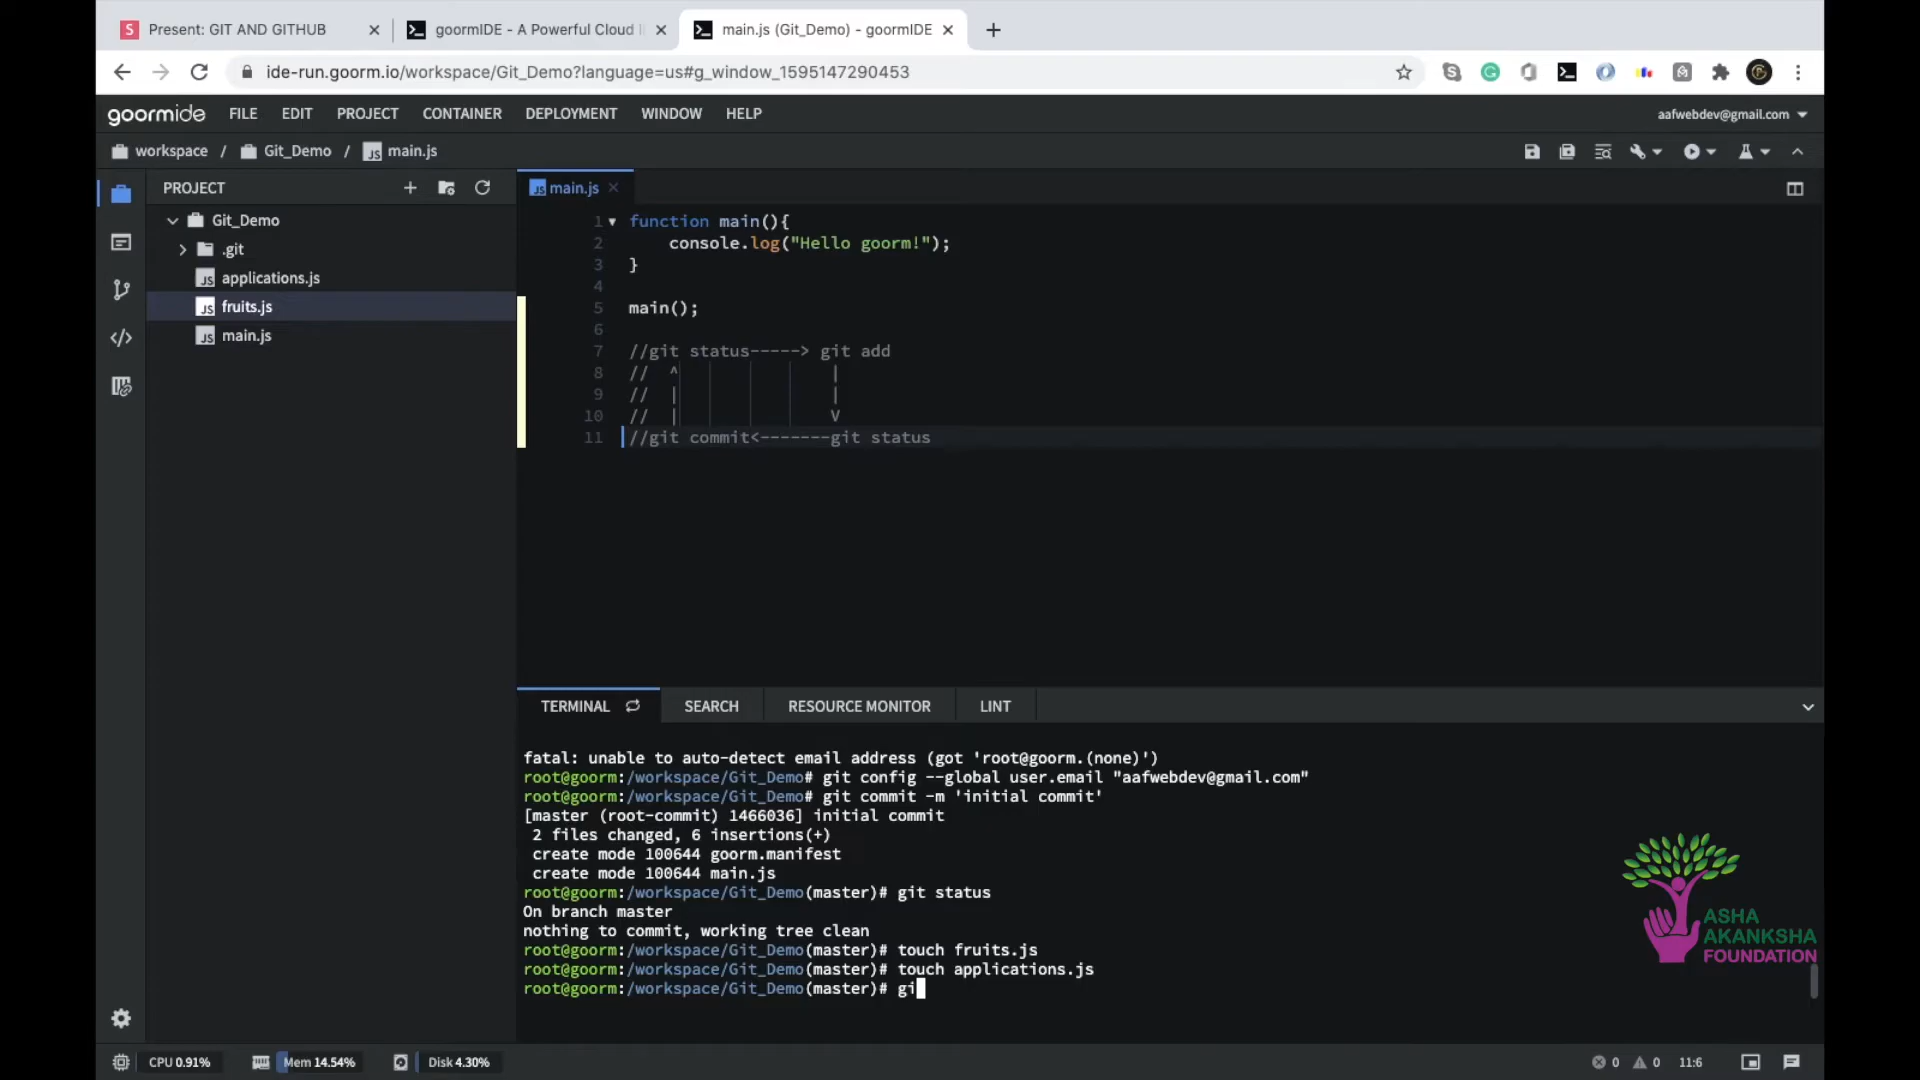 Present: GIT AND GITHUB
goormIDE - A Powerful Cloud I
main.js (Git_Demo) - goormIDE
ide-run.goorm.io/workspace/Git_Demo?language=us#g_window_1595147290453
goormide FILE EDIT PROJECT CONTAINER DEPLOYMENT WINDOW HELP
aafwebdev@gmail.com
workspace / Git_Demo / main.js
PROJECT
Git_Demo
.git
applications.js
fruits.js
main.js
main.js
1 function main(){
2 console.log("Hello goorm!");
3 }
4
5 main();
6
7 //git status-----> git add
8 // ^ |
9 // | |
10 // | V
11 //git commit<-------git status
TERMINAL SEARCH RESOURCE MONITOR LINT
fatal: unable to auto-detect email address (got 'root@goorm.(none)')
root@goorm:/workspace/Git_Demo# git config --global user.email "aafwebdev@gmail.com"
root@goorm:/workspace/Git_Demo# git commit -m 'initial commit'
[master (root-commit) 1466036] initial commit
2 files changed, 6 insertions(+)
create mode 100644 goorm.manifest
create mode 100644 main.js
root@goorm:/workspace/Git_Demo(master)# git status
On branch master
nothing to commit, working tree clean
root@goorm:/workspace/Git_Demo(master)# touch fruits.js
root@goorm:/workspace/Git_Demo(master)# touch applications.js
root@goorm:/workspace/Git_Demo(master)# gi
ASHA
AKANKSHA
FOUNDATION
CPU 0.91% Mem 14.54% Disk 4.30%
0 0 11:6